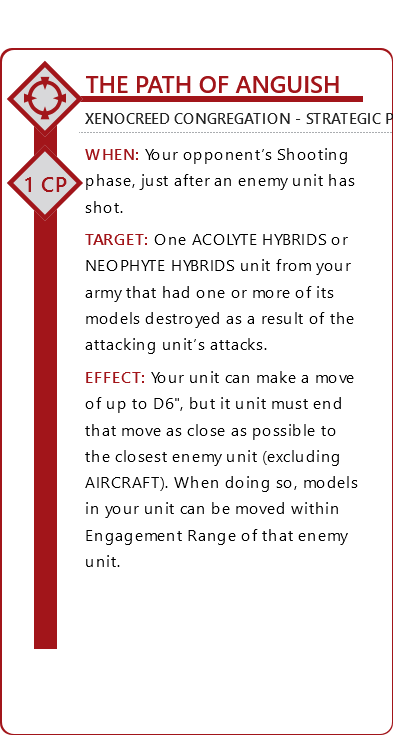 THE PATH OF ANGUISH
XENOCREED CONGREGATION - STRATEGIC P
1 CP
WHEN: Your opponent's Shooting
phase, just after an enemy unit has
shot.
TARGET: One ACOLYTE HYBRIDS or
NEOPHYTE HYBRIDS unit from your
army that had one or more of its
models destroyed as a result of the
attacking unit's attacks.
EFFECT: Your unit can make a move
of up to D6", but it unit must end
that move as close as possible to
the closest enemy unit (excluding
AIRCRAFT). When doing so, models
in your unit can be moved within
Engagement Range of that enemy
unit.